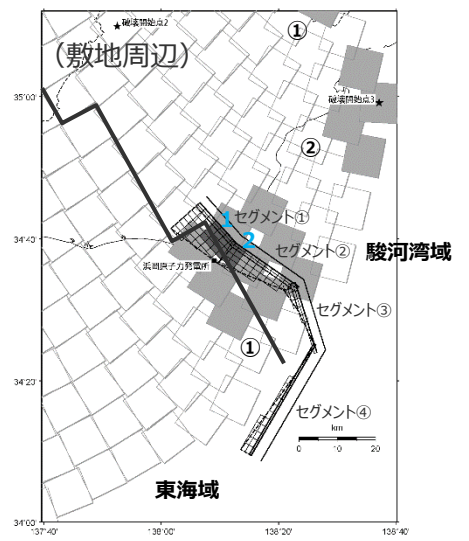 ①
★破壊開始点2
（敷地周辺）
35°00'
破壊開始点3
②
1
セグメント①
2
34°40'
セグメント②
駿河湾域
浜岡原子力発電所
セグメント③
①
34°20'
セグメント④
km
0 10 20
東海域
34°00'
137°40' 138°00' 138°20' 138°40'